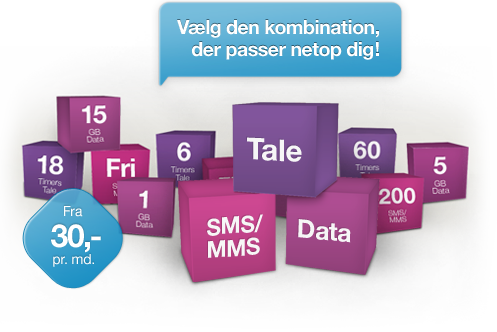 Vælg den kombination,
der passer netop dig!
15
GB
Data
18
Timers
Tale
Fri
6
Timers
Tale
Tale
60
Timers
5
GB
Data
1
GB
Data
200
SMS/
MMS
SMS/
MMS
Data
Fra
30,-
pr. md.